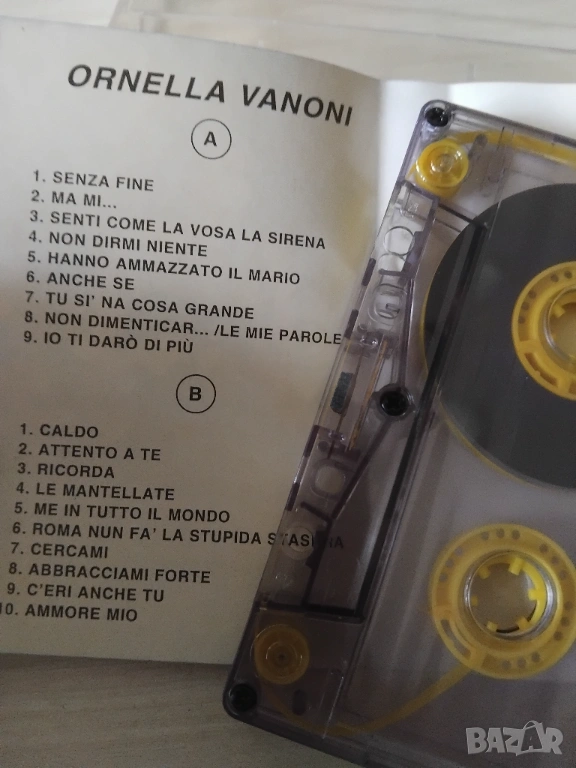 ORNELLA VANONI
A
1. SENZA FINE
2. MA MI...
3. SENTI COME LA VOSA LA SIRENA
4. NON DIRMI NIENTE
5. HANNO AMMAZZATO IL MARIO
6. ANCHE SE
7. TU SI' NA COSA GRANDE
8. NON DIMENTICAR... /LE MIE PAROLE
9. IO TI DARÒ DI PIÙ
B
1. CALDO
2. ATTENTO A TE
3. RICORDA
4. LE MANTELLATE
5. ME IN TUTTO IL MONDO
6. ROMA NUN FA' LA STUPIDA STASERA
7. CERCAMI
8. ABBRACCIAMI FORTE
9. C'ERI ANCHE TU
10. AMMORE MIO
BAZAR